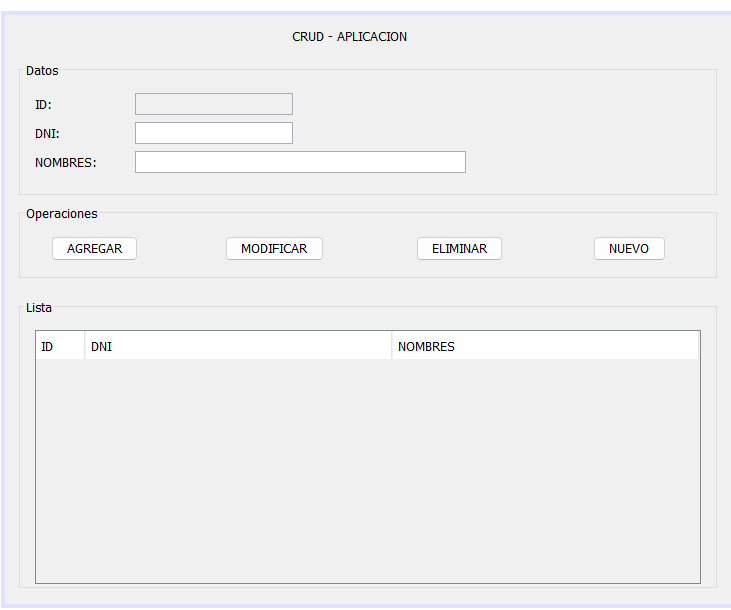 CRUD - APLICACION
Datos
ID:
DNI:
NOMBRES:
Operaciones
AGREGAR MODIFICAR ELIMINAR NUEVO
Lista
ID DNI NOMBRES